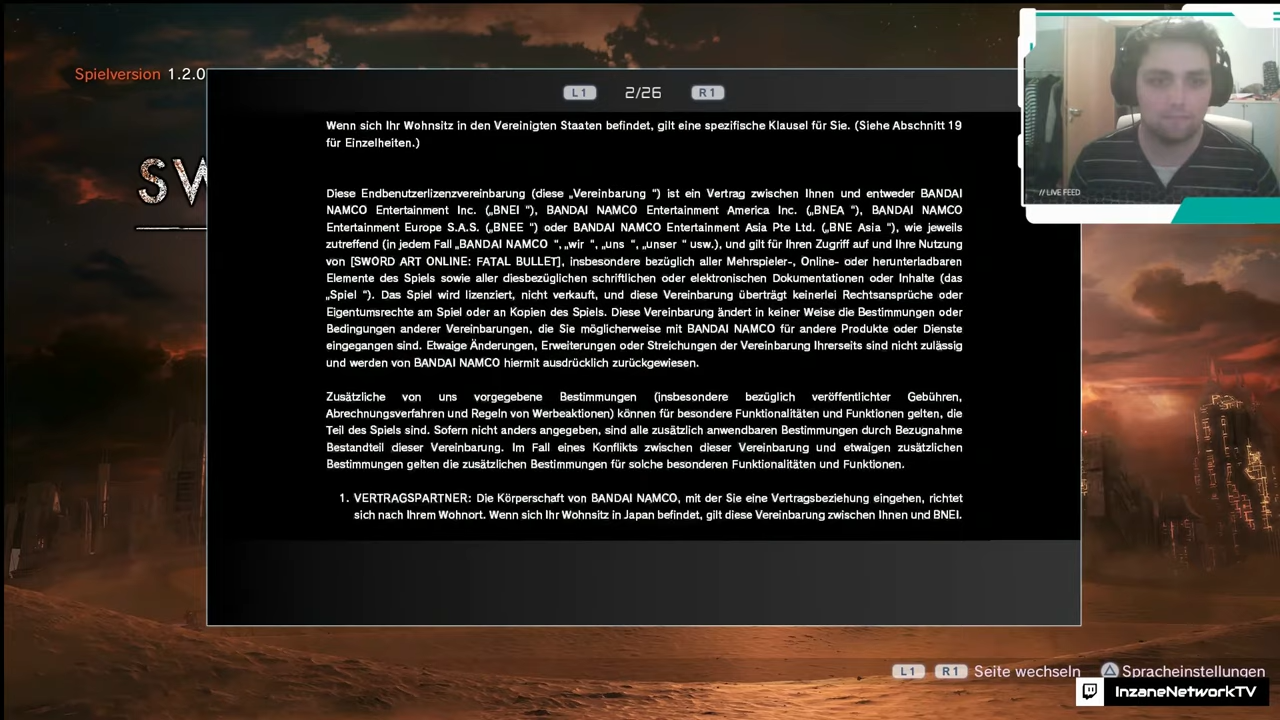 Spielversion 1.2.0
L1 2/26 R1
Wenn sich Ihr Wohnsitz in den Vereinigten Staaten befindet, gilt eine spezifische Klausel für Sie. (Siehe Abschnitt 19
für Einzelheiten.)
Diese Endbenutzerlizenzvereinbarung (diese „Vereinbarung “) ist ein Vertrag zwischen Ihnen und entweder BANDAI
NAMCO Entertainment Inc. („BNEI “), BANDAI NAMCO Entertainment America Inc. („BNEA “), BANDAI NAMCO
Entertainment Europe S.A.S. („BNEE “) oder BANDAI NAMCO Entertainment Asia Pte Ltd. („BNE Asia “), wie jeweils
zutreffend (in jedem Fall „BANDAI NAMCO “, „wir “, „uns “, „unser “ usw.), und gilt für Ihren Zugriff auf und Ihre Nutzung
von [SWORD ART ONLINE: FATAL BULLET], insbesondere bezüglich aller Mehrspieler-, Online- oder herunterladbaren
Elemente des Spiels sowie aller diesbezüglichen schriftlichen oder elektronischen Dokumentationen oder Inhalte (das
„Spiel “). Das Spiel wird lizenziert, nicht verkauft, und diese Vereinbarung überträgt keinerlei Rechtsansprüche oder
Eigentumsrechte am Spiel oder an Kopien des Spiels. Diese Vereinbarung ändert in keiner Weise die Bestimmungen oder
Bedingungen anderer Vereinbarungen, die Sie möglicherweise mit BANDAI NAMCO für andere Produkte oder Dienste
eingegangen sind. Etwaige Änderungen, Erweiterungen oder Streichungen der Vereinbarung Ihrerseits sind nicht zulässig
und werden von BANDAI NAMCO hiermit ausdrücklich zurückgewiesen.
Zusätzliche von uns vorgegebene Bestimmungen (insbesondere bezüglich veröffentlichter Gebühren,
Abrechnungsverfahren und Regeln von Werbeaktionen) können für besondere Funktionalitäten und Funktionen gelten, die
Teil des Spiels sind. Sofern nicht anders angegeben, sind alle zusätzlich anwendbaren Bestimmungen durch Bezugnahme
Bestandteil dieser Vereinbarung. Im Fall eines Konflikts zwischen dieser Vereinbarung und etwaigen zusätzlichen
Bestimmungen gelten die zusätzlichen Bestimmungen für solche besonderen Funktionalitäten und Funktionen.
1. VERTRAGSPARTNER: Die Körperschaft von BANDAI NAMCO, mit der Sie eine Vertragsbeziehung eingehen, richtet
sich nach Ihrem Wohnort. Wenn sich Ihr Wohnsitz in Japan befindet, gilt diese Vereinbarung zwischen Ihnen und BNEI.
SW
// LIVE FEED
L1 R1 Seite wechseln Spracheinstellungen
InzaneNetworkTV